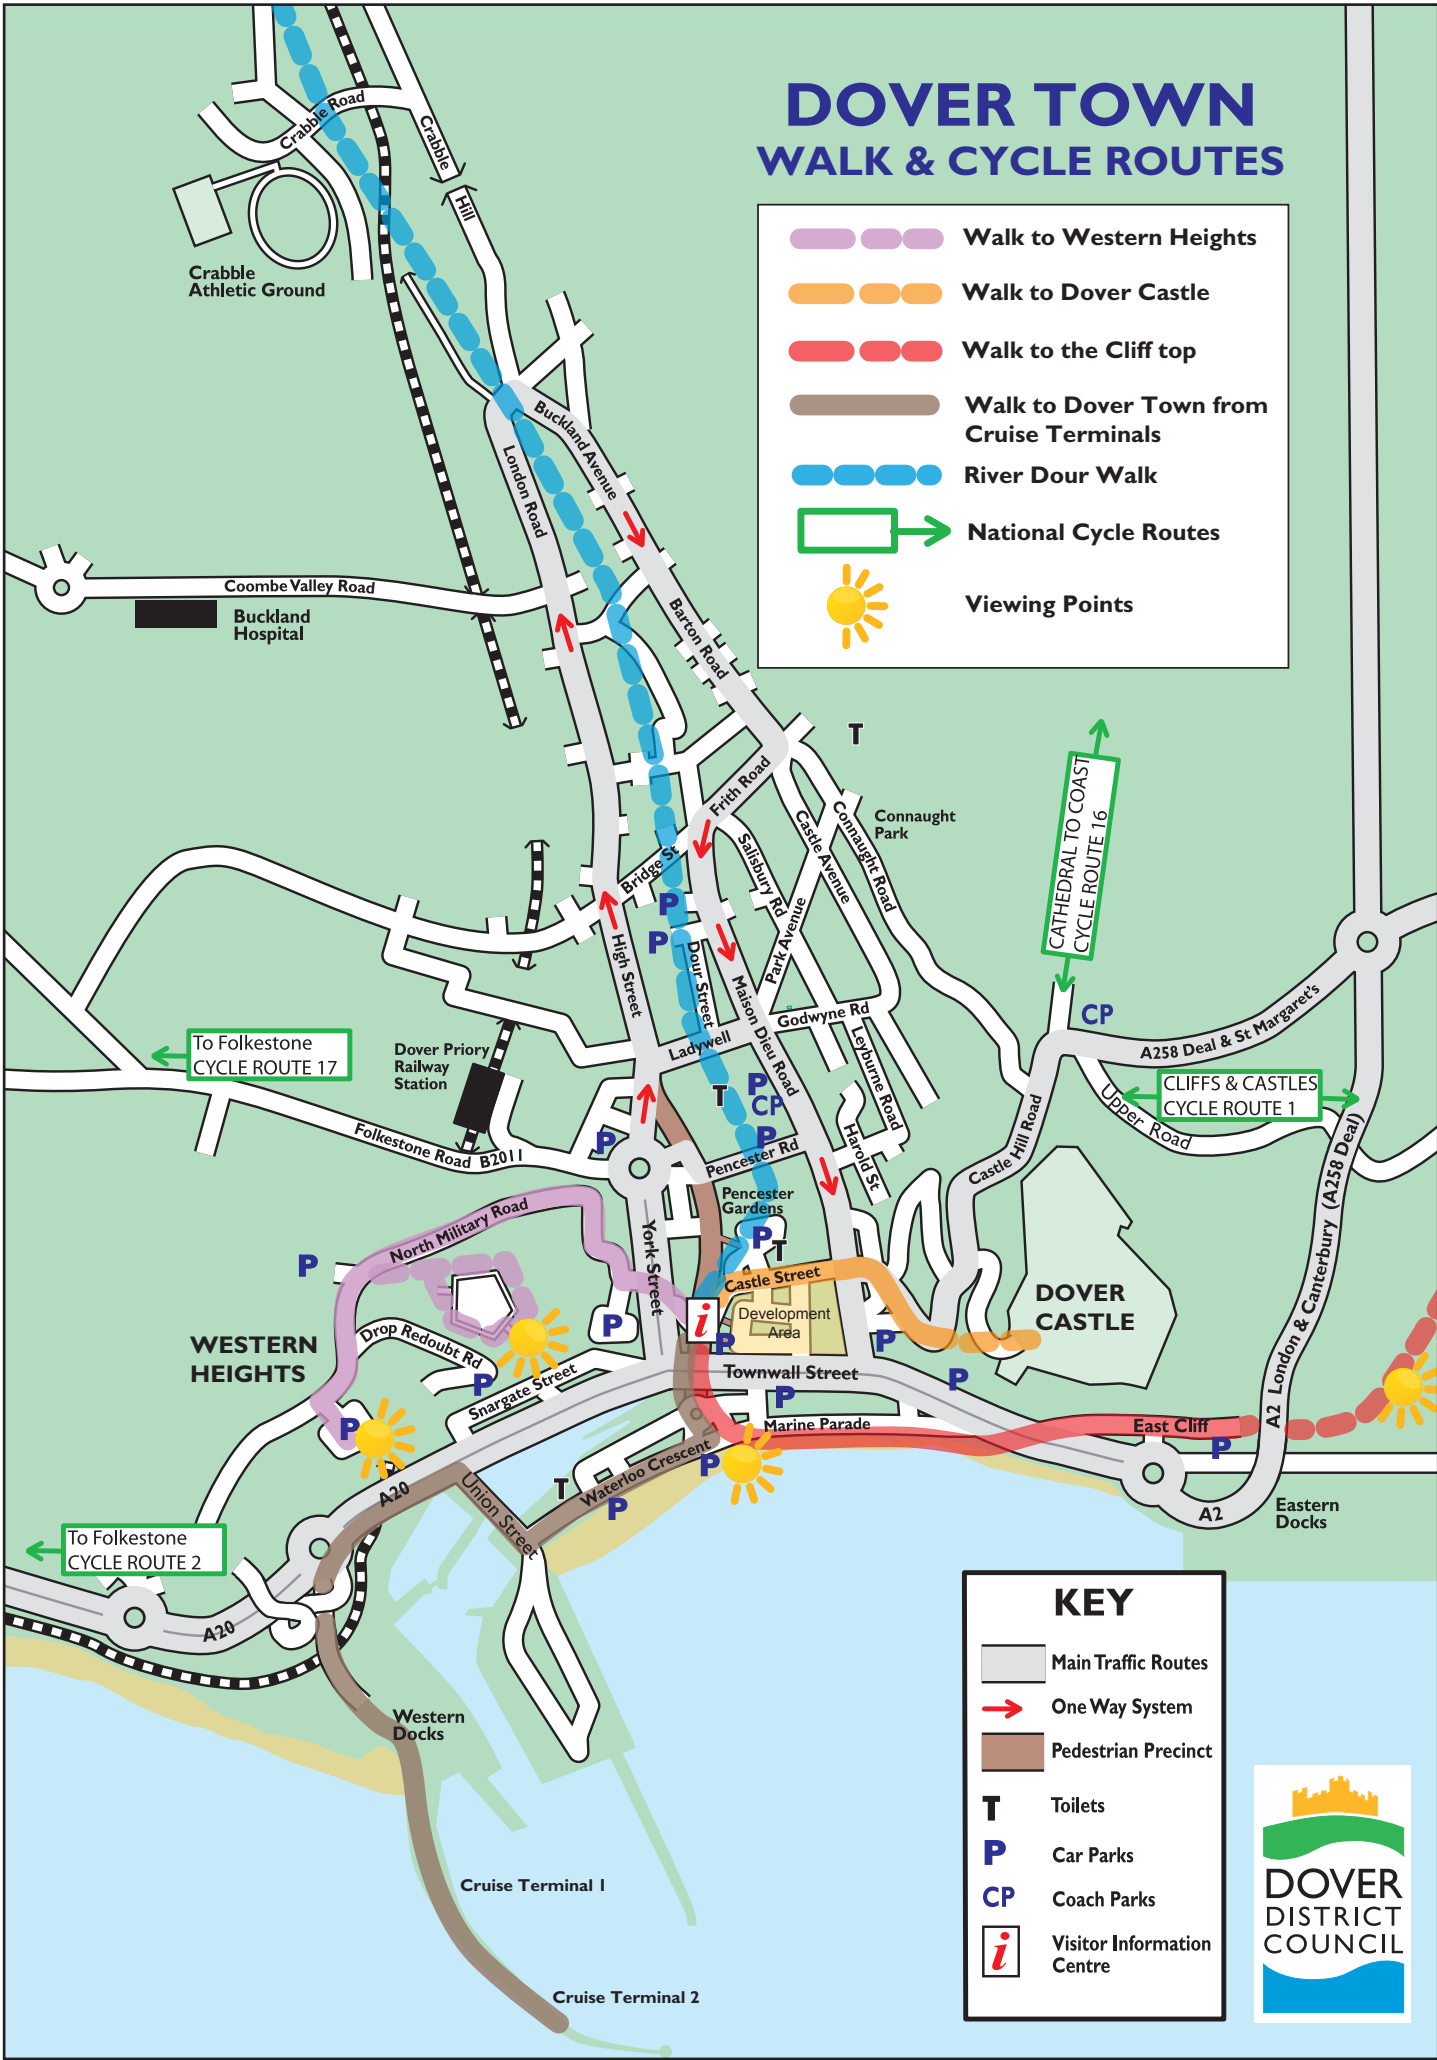 DOVER TOWN
WALK & CYCLE ROUTES
Walk to Western Heights
Walk to Dover Castle
Walk to the Cliff top
Walk to Dover Town from
Cruise Terminals
River Dour Walk
National Cycle Routes
Viewing Points
Crabble Road
Crabble
Hill
Crabble
Athletic Ground
Buckland Avenue
London Road
Coombe Valley Road
Buckland
Hospital
Barton Road
T
Frith Road
Connaught
Park
Connaught Road
Castle Avenue
Salisbury Rd
Park Avenue
Bridge St
P
P
High Street
Dour Street
Maison Dieu Road
Godwyne Rd
Ladywell
Leyburne Road
Harold St
CATHEDRAL TO COAST
CYCLE ROUTE 16
CP
A258 Deal & St Margaret's
CLIFFS & CASTLES
CYCLE ROUTE 1
Upper Road
Castle Hill Road
To Folkestone
CYCLE ROUTE 17
Dover Priory
Railway
Station
Folkestone Road B2011
P
T
P
CP
P
Pencester Rd
Pencester
Gardens
P
T
North Military Road
York Street
P
Castle Street
Development
Area
DOVER
CASTLE
A2 London & Canterbury (A258 Deal)
WESTERN
HEIGHTS
Drop Redoubt Rd
P
i
P
P
P
P
Snargate Street
Townwall Street
P
P
Marine Parade
East Cliff
P
Waterloo Crescent
P
P
T
A20
Union Street
A2
Eastern
Docks
To Folkestone
CYCLE ROUTE 2
A20
Western
Docks
Cruise Terminal 1
Cruise Terminal 2
KEY
Main Traffic Routes
One Way System
Pedestrian Precinct
T Toilets
P Car Parks
CP Coach Parks
i Visitor Information
Centre
DOVER
DISTRICT
COUNCIL